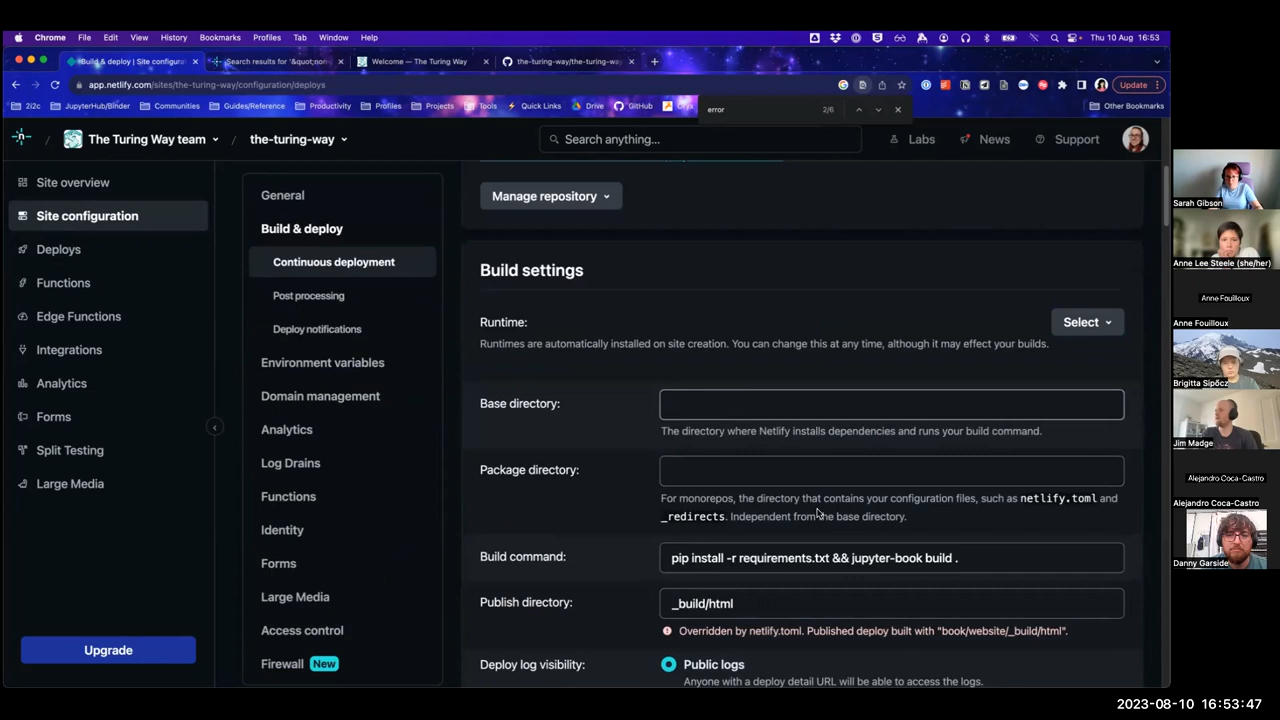 Chrome File Edit View History Bookmarks Profiles Tab Window Help
Thu 10 Aug 16:53
Build & deploy | Site configura
Search results for '&quot;non-
Welcome — The Turing Way
the-turing-way/the-turing-way:
app.netlify.com/sites/the-turing-way/configuration/deploys
Update
2i2c JupyterHub/Binder Communities Guides/Reference Productivity Profiles Projects Tools Quick Links Drive GitHub
error 2/6
Other Bookmarks
The Turing Way team
the-turing-way
Search anything...
Labs News Support
Site overview
Site configuration
Deploys
Functions
Edge Functions
Integrations
Analytics
Forms
Split Testing
Large Media
Upgrade
General
Build & deploy
Continuous deployment
Post processing
Deploy notifications
Environment variables
Domain management
Analytics
Log Drains
Functions
Identity
Forms
Large Media
Access control
Firewall New
Manage repository
Build settings
Runtime:
Select
Runtimes are automatically installed on site creation. You can change this at any time, although it may effect your builds.
Base directory:
The directory where Netlify installs dependencies and runs your build command.
Package directory:
For monorepos, the directory that contains your configuration files, such as netlify.toml and
_redirects. Independent from the base directory.
Build command:
pip install -r requirements.txt && jupyter-book build .
Publish directory:
_build/html
Overridden by netlify.toml. Published deploy built with "book/website/_build/html".
Deploy log visibility:
Public logs
Anyone with a deploy detail URL will be able to access the logs.
Sarah Gibson
Anne Lee Steele (she/her)
Anne Fouilloux
Anne Fouilloux
Brigitta Sipőcz
Jim Madge
Alejandro Coca-Castro
Alejandro Coca-Castro
Danny Garside
2023-08-10 16:53:47